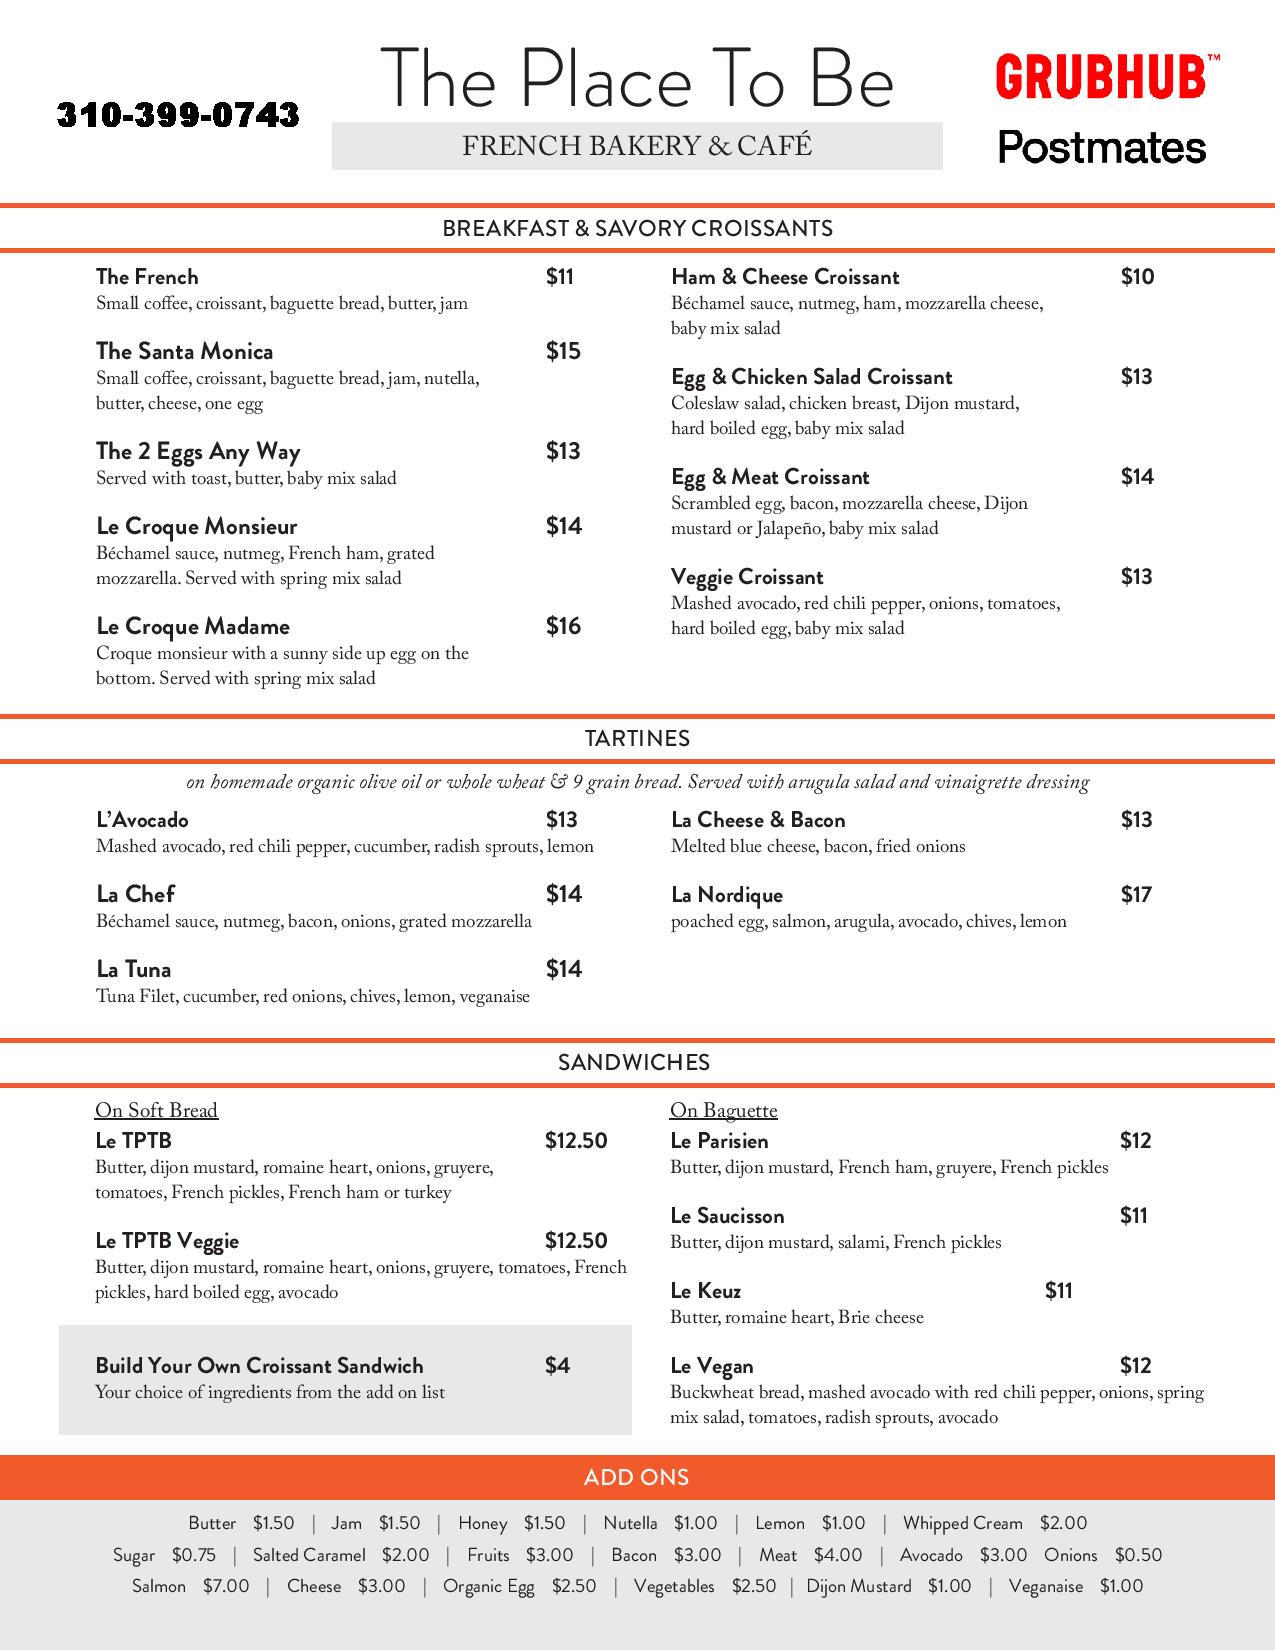 310-399-0743
The Place To Be
FRENCH BAKERY & CAFÉ
GRUBHUB™
Postmates
BREAKFAST & SAVORY CROISSANTS
The French $11
Small coffee, croissant, baguette bread, butter, jam
The Santa Monica $15
Small coffee, croissant, baguette bread, jam, nutella,
butter, cheese, one egg
The 2 Eggs Any Way $13
Served with toast, butter, baby mix salad
Le Croque Monsieur $14
Béchamel sauce, nutmeg, French ham, grated
mozzarella. Served with spring mix salad
Le Croque Madame $16
Croque monsieur with a sunny side up egg on the
bottom. Served with spring mix salad
Ham & Cheese Croissant $10
Béchamel sauce, nutmeg, ham, mozzarella cheese,
baby mix salad
Egg & Chicken Salad Croissant $13
Coleslaw salad, chicken breast, Dijon mustard,
hard boiled egg, baby mix salad
Egg & Meat Croissant $14
Scrambled egg, bacon, mozzarella cheese, Dijon
mustard or Jalapeño, baby mix salad
Veggie Croissant $13
Mashed avocado, red chili pepper, onions, tomatoes,
hard boiled egg, baby mix salad
TARTINES
on homemade organic olive oil or whole wheat & 9 grain bread. Served with arugula salad and vinaigrette dressing
L’Avocado $13
Mashed avocado, red chili pepper, cucumber, radish sprouts, lemon
La Chef $14
Béchamel sauce, nutmeg, bacon, onions, grated mozzarella
La Tuna $14
Tuna Filet, cucumber, red onions, chives, lemon, veganaise
La Cheese & Bacon $13
Melted blue cheese, bacon, fried onions
La Nordique $17
poached egg, salmon, arugula, avocado, chives, lemon
SANDWICHES
On Soft Bread
Le TPTB $12.50
Butter, dijon mustard, romaine heart, onions, gruyere,
tomatoes, French pickles, French ham or turkey
Le TPTB Veggie $12.50
Butter, dijon mustard, romaine heart, onions, gruyere, tomatoes, French
pickles, hard boiled egg, avocado
Build Your Own Croissant Sandwich $4
Your choice of ingredients from the add on list
On Baguette
Le Parisien $12
Butter, dijon mustard, French ham, gruyere, French pickles
Le Saucisson $11
Butter, dijon mustard, salami, French pickles
Le Keuz $11
Butter, romaine heart, Brie cheese
Le Vegan $12
Buckwheat bread, mashed avocado with red chili pepper, onions, spring
mix salad, tomatoes, radish sprouts, avocado
ADD ONS
Butter $1.50 | Jam $1.50 | Honey $1.50 | Nutella $1.00 | Lemon $1.00 | Whipped Cream $2.00
Sugar $0.75 | Salted Caramel $2.00 | Fruits $3.00 | Bacon $3.00 | Meat $4.00 | Avocado $3.00 Onions $0.50
Salmon $7.00 | Cheese $3.00 | Organic Egg $2.50 | Vegetables $2.50 | Dijon Mustard $1.00 | Veganaise $1.00